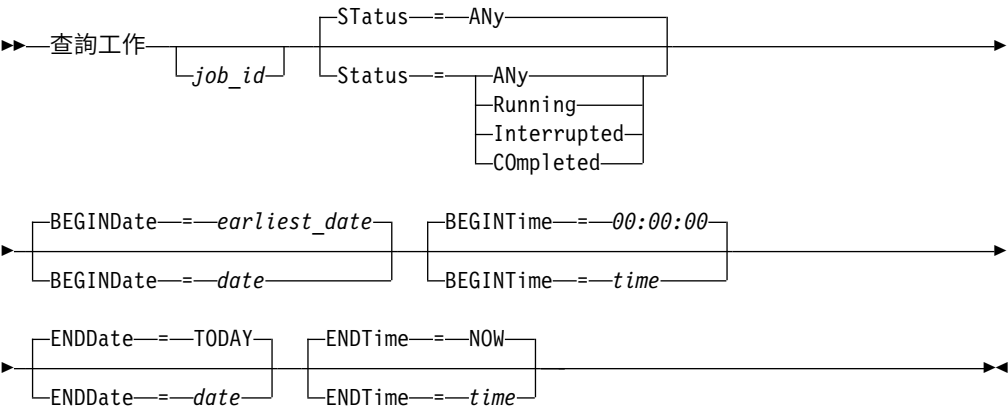 STatus = ANy
查詢工作
job_id
Status = ANy
Running
Interrupted
COmpleted
BEGINDate = earliest_date
BEGINTime = 00:00:00
BEGINDate = date
BEGINTime = time
ENDDate = TODAY
ENDTime = NOW
ENDDate = date
ENDTime = time